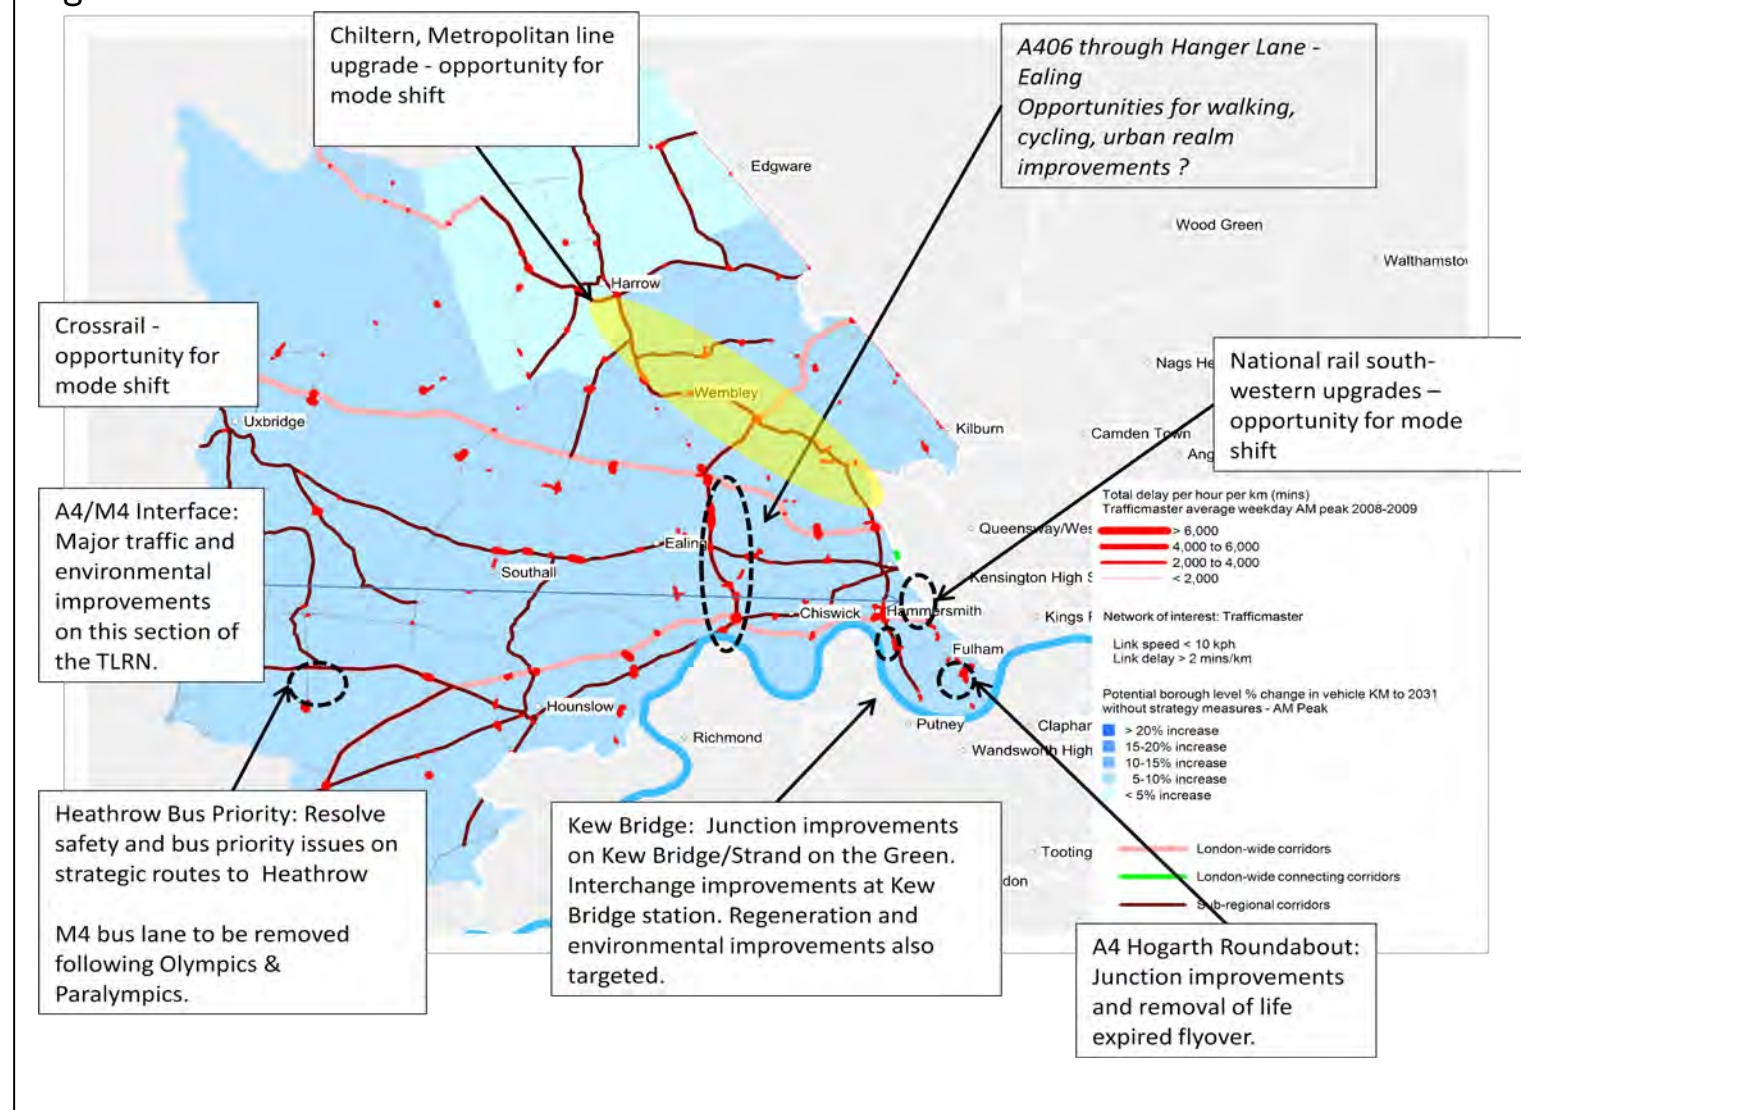 Chiltern, Metropolitan line
upgrade - opportunity for
mode shift
A406 through Hanger Lane -
Ealing
Opportunities for walking,
cycling, urban realm
improvements ?
Edgware
Wood Green
Walthamstov
Harrow
Crossrail -
opportunity for
mode shift
Nags He
National rail south-
western upgrades –
opportunity for mode
shift
Wembley
Uxbridge
Kilburn
Camden Town
Ang
A4/M4 Interface:
Major traffic and
environmental
improvements
on this section of
the TLRN.
Total delay per hour per km (mins)
Trafficmaster average weekday AM peak 2008-2009
> 6,000
4,000 to 6,000
2,000 to 4,000
< 2,000
Queensway/Wes
Ealing
Southall
Kensington High S
Chiswick
Hammersmith
Kings F
Network of interest: Trafficmaster
Link speed < 10 kph
Link delay > 2 mins/km
Fulham
Potential borough level % change in vehicle KM to 2031
without strategy measures - AM Peak
> 20% increase
15-20% increase
10-15% increase
5-10% increase
< 5% increase
Hounslow
Richmond
Putney
Claphar
Wandsworth High
Heathrow Bus Priority: Resolve
safety and bus priority issues on
strategic routes to  Heathrow
M4 bus lane to be removed
following Olympics &
Paralympics.
Kew Bridge:  Junction improvements
on Kew Bridge/Strand on the Green.
Interchange improvements at Kew
Bridge station. Regeneration and
environmental improvements also
targeted.
Tooting
don
London-wide corridors
London-wide connecting corridors
Sub-regional corridors
A4 Hogarth Roundabout:
Junction improvements
and removal of life
expired flyover.